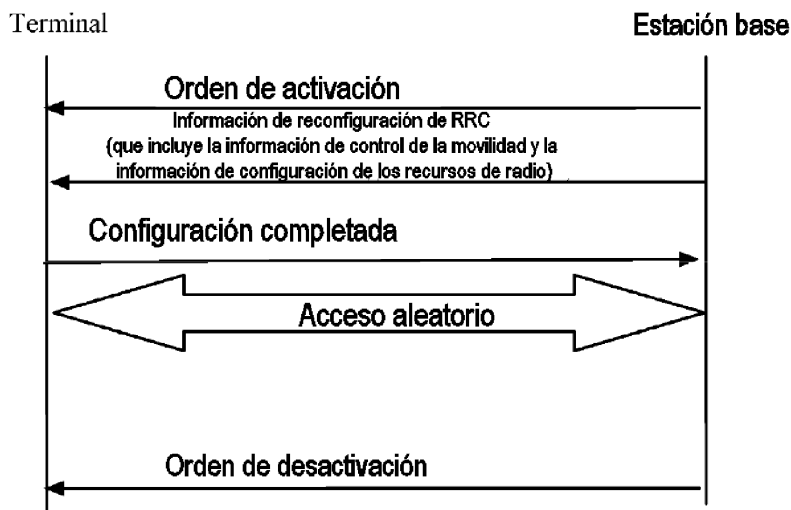 Terminal
Estación base
Orden de activación
Información de reconfiguración de RRC
(que incluye la información de control de la movilidad y la
información de configuración de los recursos de radio)
Configuración completada
Acceso aleatorio
Orden de desactivación